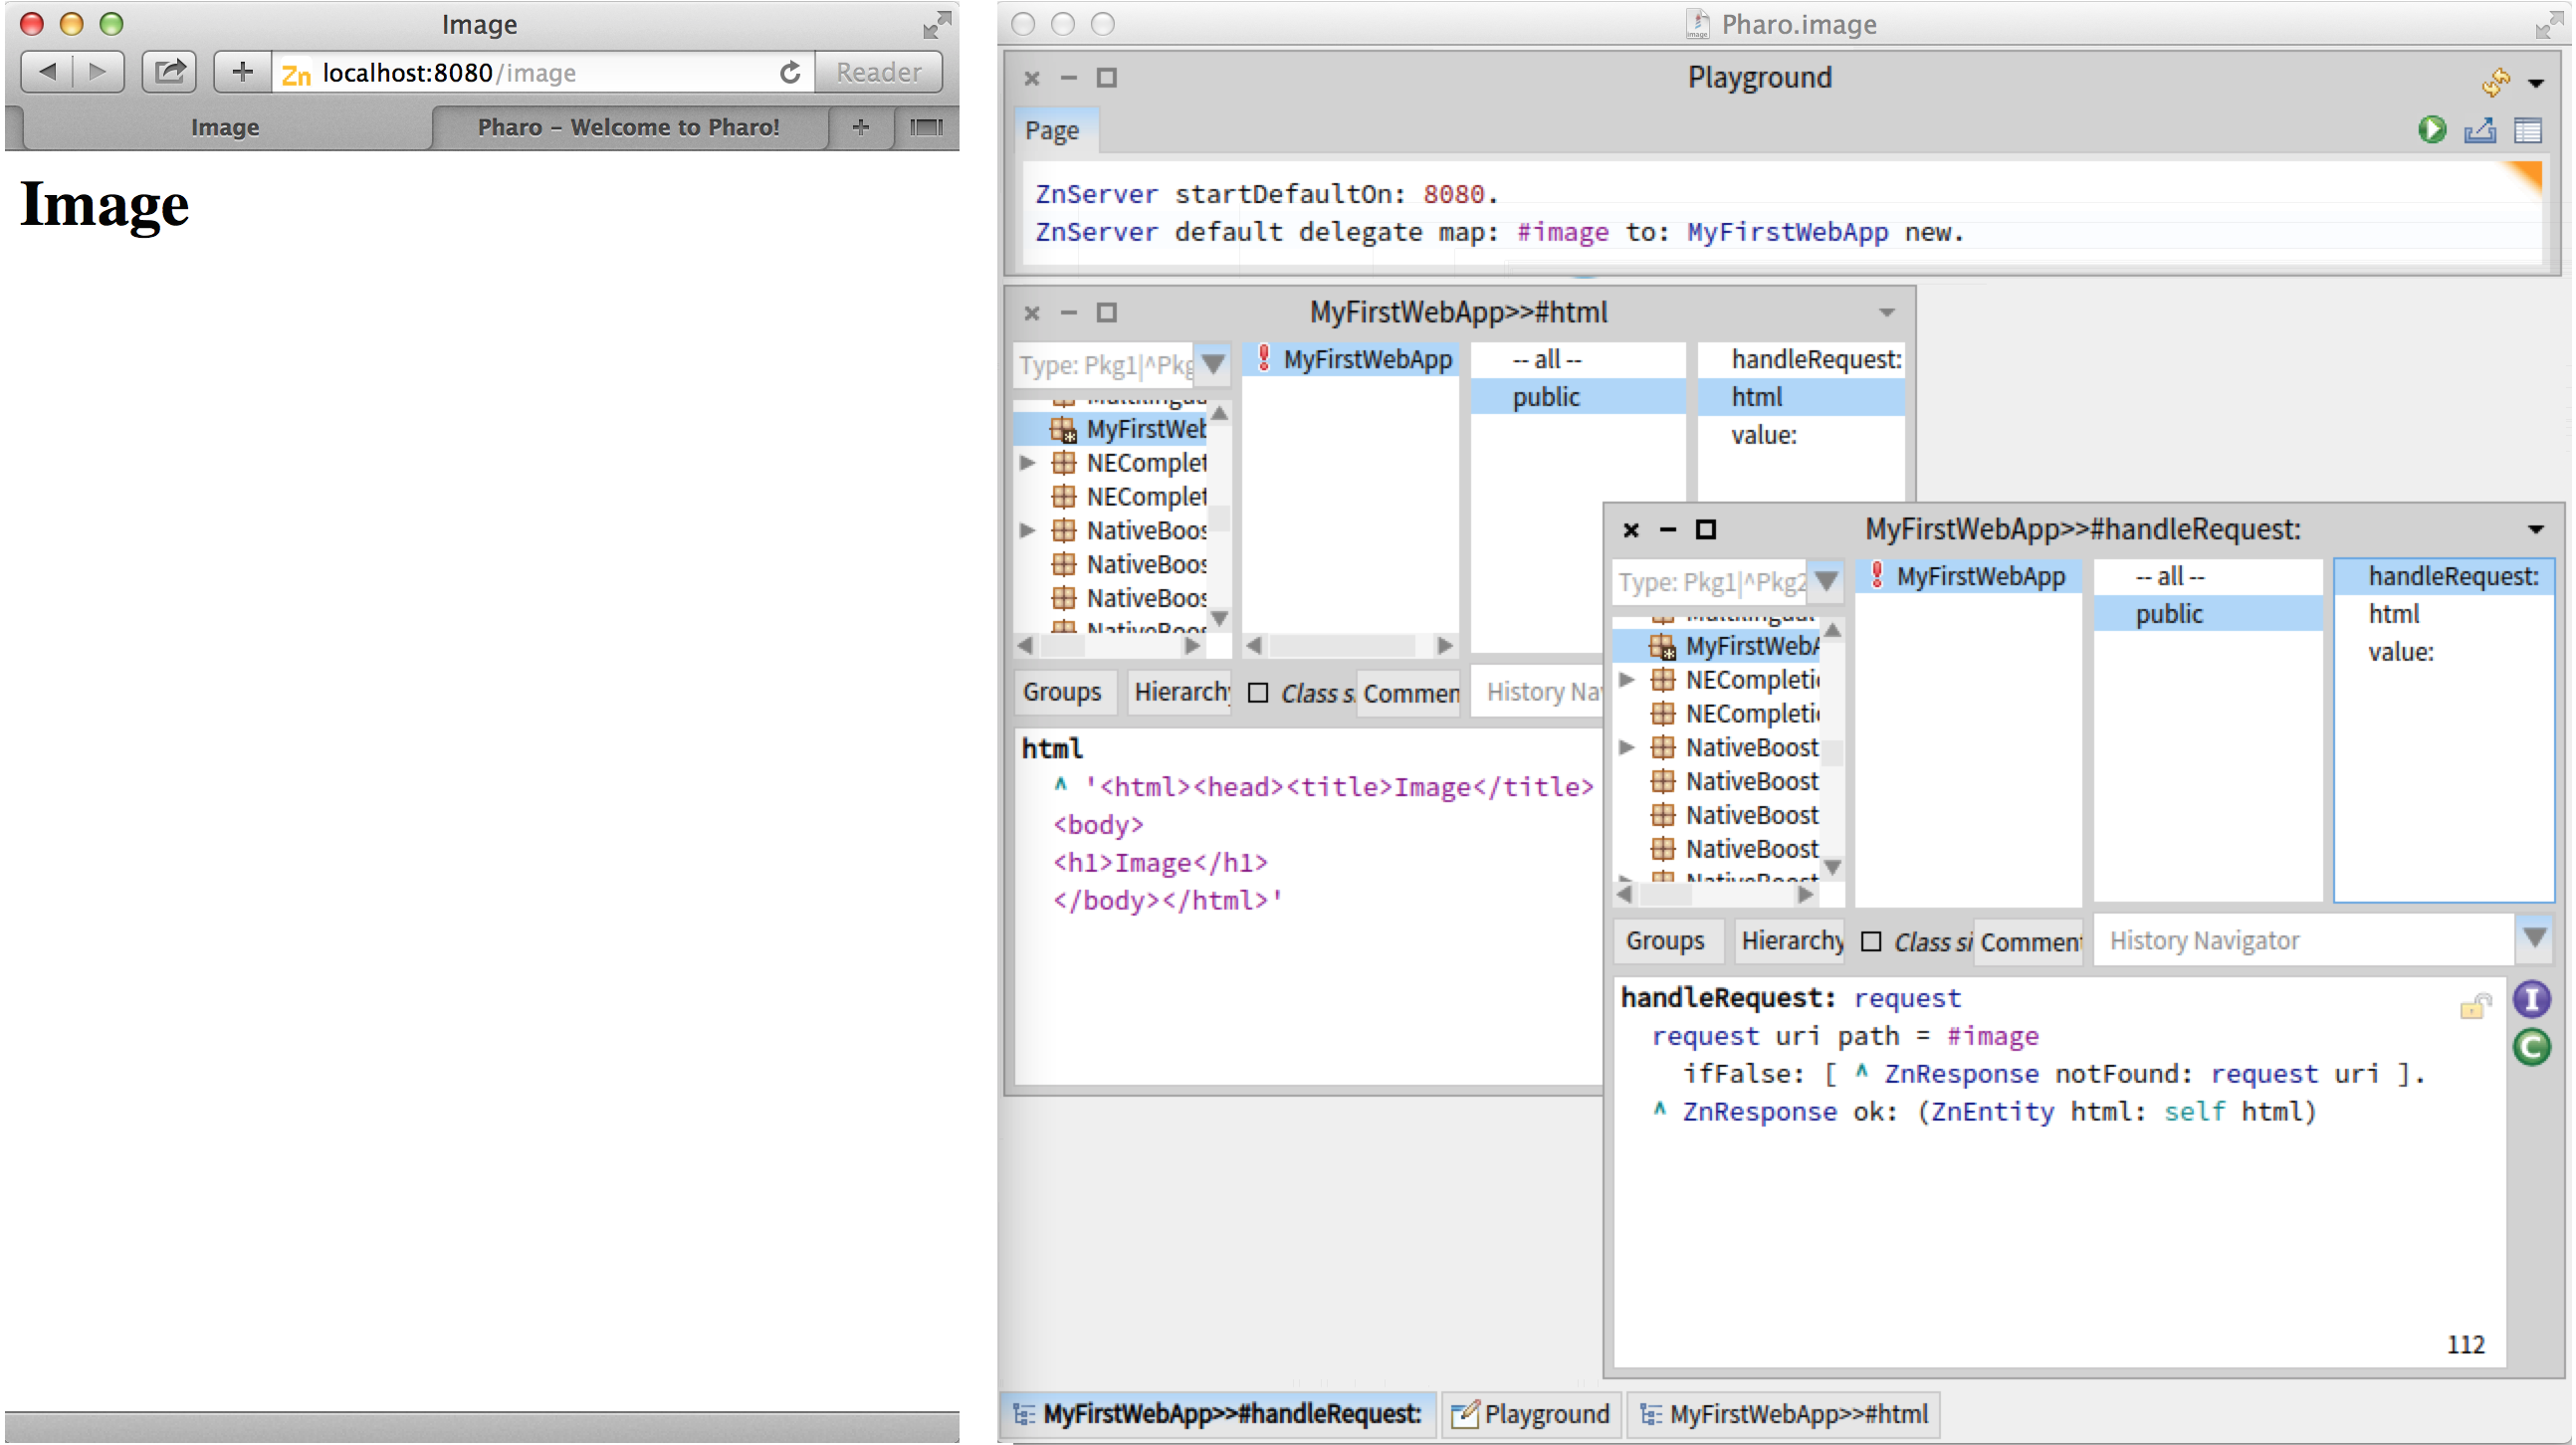 Image
Zn localhost:8080/image
Reader
Image
Pharo – Welcome to Pharo!
Image
Pharo.image
Playground
Page
ZnServer startDefaultOn: 8080.
ZnServer default delegate map: #image to: MyFirstWebApp new.
MyFirstWebApp>>#html
Type: Pkg1|^Pkg
MyFirstWebApp
-- all --
handleRequest:
public
html
value:
MyFirstWeb
NEComplet
NEComplet
NativeBoos
NativeBoos
NativeBoos
NativeBoos
Groups
Hierarchy
Class s
Commen
History Na
html
^ '<html><head><title>Image</title>
<body>
<h1>Image</h1>
</body></html>'
MyFirstWebApp>>#handleRequest:
Type: Pkg1|^Pkg2
MyFirstWebApp
-- all --
handleRequest:
public
html
value:
Multilingual
MyFirstWebA
NECompleti
NECompleti
NativeBoost
NativeBoost
NativeBoost
NativeBoost
NativeBoost
Groups
Hierarchy
Class si
Comment
History Navigator
handleRequest: request
request uri path = #image
ifFalse: [ ^ ZnResponse notFound: request uri ].
^ ZnResponse ok: (ZnEntity html: self html)
I
C
112
MyFirstWebApp>>#handleRequest:
Playground
MyFirstWebApp>>#html